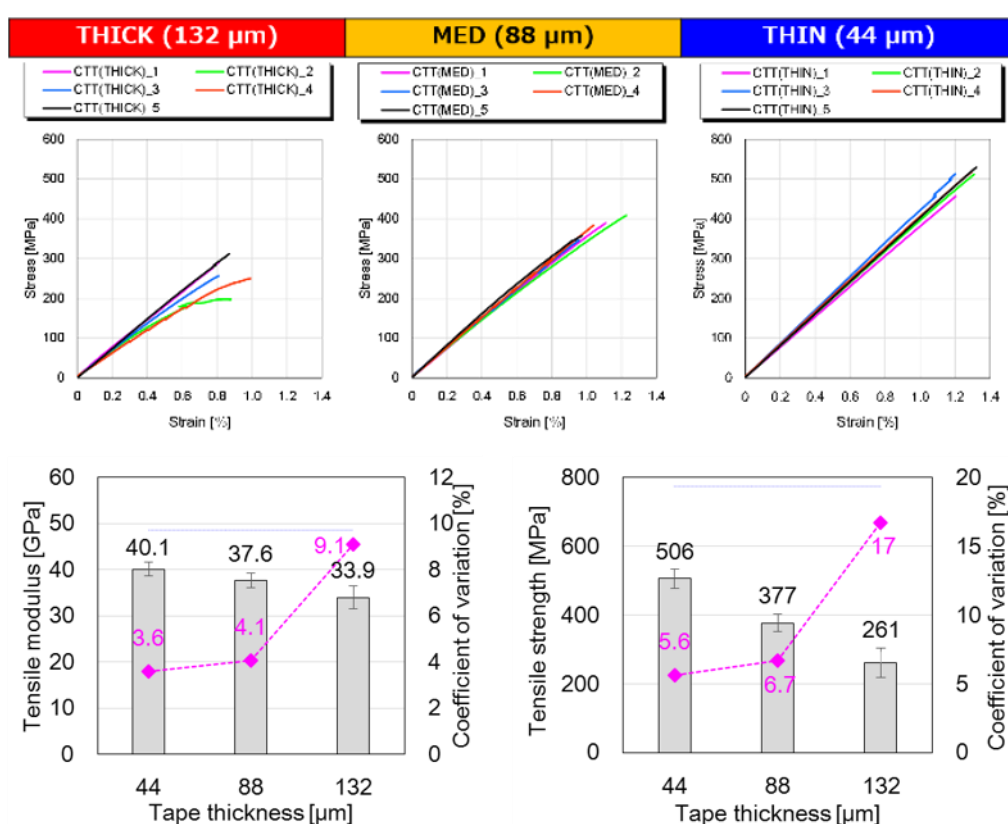 THICK (132 µm)
MED (88 µm)
THIN (44 µm)
CTT(THICK)_1
CTT(THICK)_2
CTT(THICK)_3
CTT(THICK)_4
CTT(THICK)_5
CTT(MED)_1
CTT(MED)_2
CTT(MED)_3
CTT(MED)_4
CTT(MED)_5
CTT(THIN)_1
CTT(THIN)_2
CTT(THIN)_3
CTT(THIN)_4
CTT(THIN)_5
Stress [MPa]
600
500
400
300
200
100
0
0
0.2
0.4
0.6
0.8
1.0
1.2
1.4
Strain [%]
Stress [MPa]
600
500
400
300
200
100
0
0
0.2
0.4
0.6
0.8
1.0
1.2
1.4
Strain [%]
Stress [MPa]
600
800
400
300
200
100
0
0
0.2
0.4
0.6
0.8
1.0
1.2
1.4
Strain [%]
Tensile modulus [GPa]
60
50
40
30
20
10
0
40.1
37.6
33.9
3.6
4.1
9.1
12
10
8
6
4
2
0
Coefficient of variation [%]
44
88
132
Tape thickness [µm]
Tensile strength [MPa]
800
600
400
200
0
506
377
261
5.6
6.7
17
20
15
10
5
0
Coefficient of variation [%]
44
88
132
Tape thickness [µm]